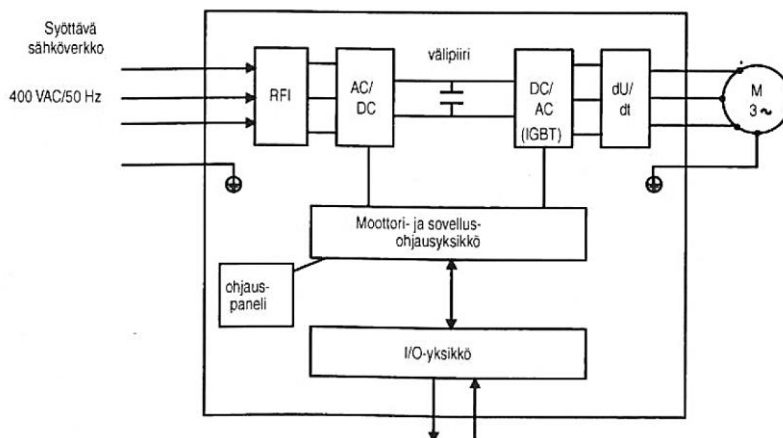 Syöttävä
sähköverkko
400 VAC/50 Hz
RFI
AC/
DC
välipiiri
DC/
AC
(IGBT)
dU/
dt
M
3 ~
Moottori- ja sovellus-
ohjausyksikkö
ohjaus-
paneli
I/O-yksikkö